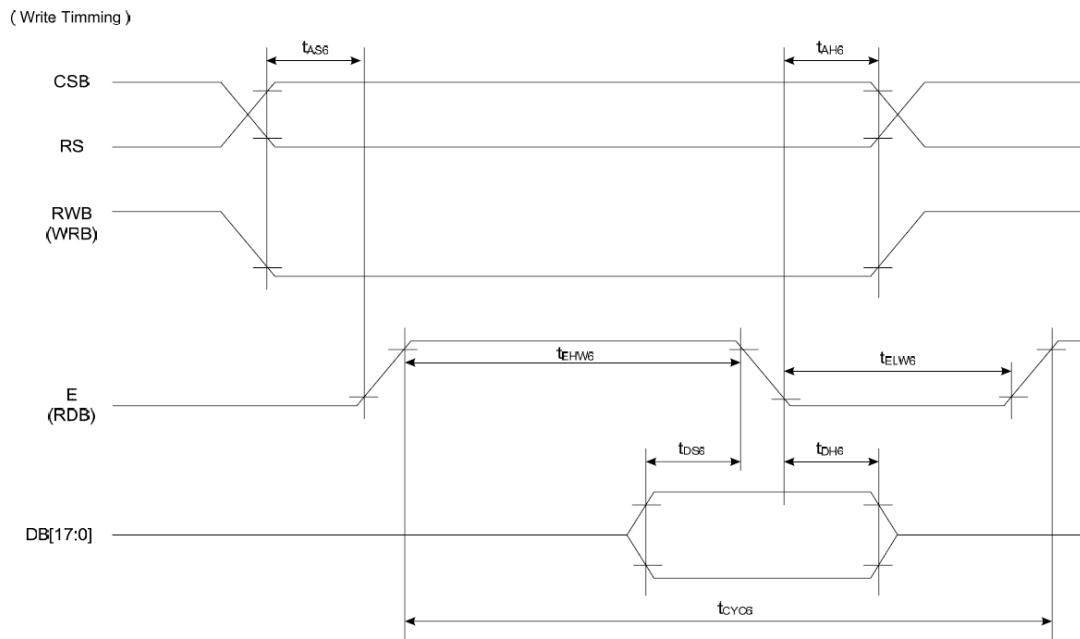 ( Write Timming )
tAS6
tAH6
CSB
RS
RWB
(WRB)
tEHW6
tELW6
E
(RDB)
tDS6
tDH6
DB[17:0]
tCYC6